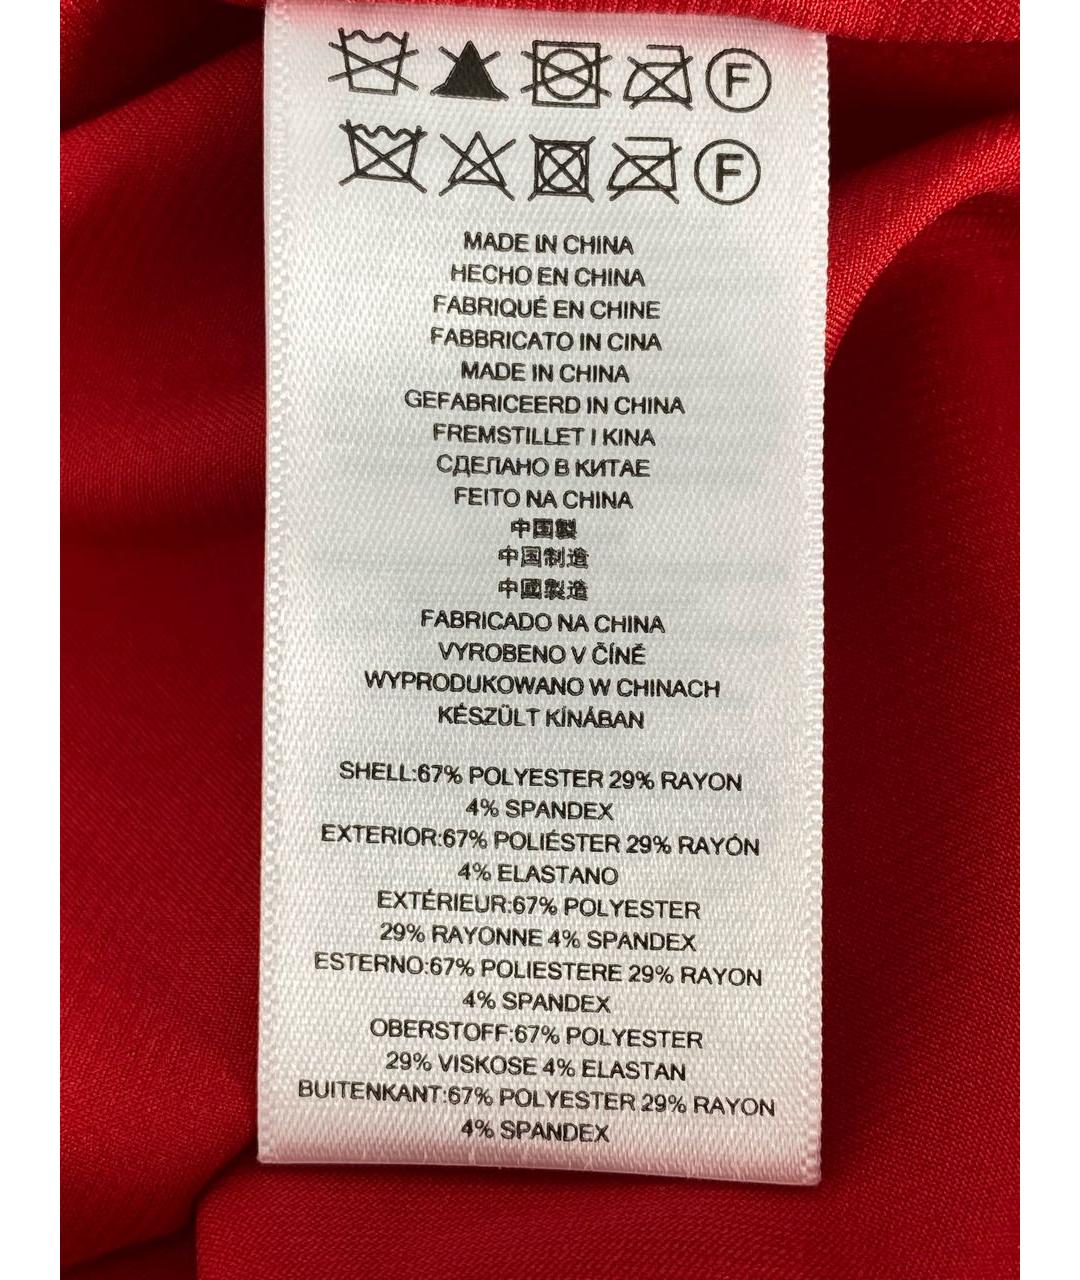 F
F
MADE IN CHINA
HECHO EN CHINA
FABRIQUÉ EN CHINE
FABBRICATO IN CINA
MADE IN CHINA
GEFABRICEERD IN CHINA
FREMSTILLET I KINA
СДЕЛАНО В КИТАЕ
FEITO NA CHINA
中国製
中国制造
中國製造
FABRICADO NA CHINA
VYROBENO V ČÍNĚ
WYPRODUKOWANO W CHINACH
KÉSZÜLT KÍNÁBAN
SHELL:67% POLYESTER 29% RAYON
4% SPANDEX
EXTERIOR:67% POLIÉSTER 29% RAYÓN
4% ELASTANO
EXTÉRIEUR:67% POLYESTER
29% RAYONNE 4% SPANDEX
ESTERNO:67% POLIESTERE 29% RAYON
4% SPANDEX
OBERSTOFF:67% POLYESTER
29% VISKOSE 4% ELASTAN
BUITENKANT:67% POLYESTER 29% RAYON
4% SPANDEX